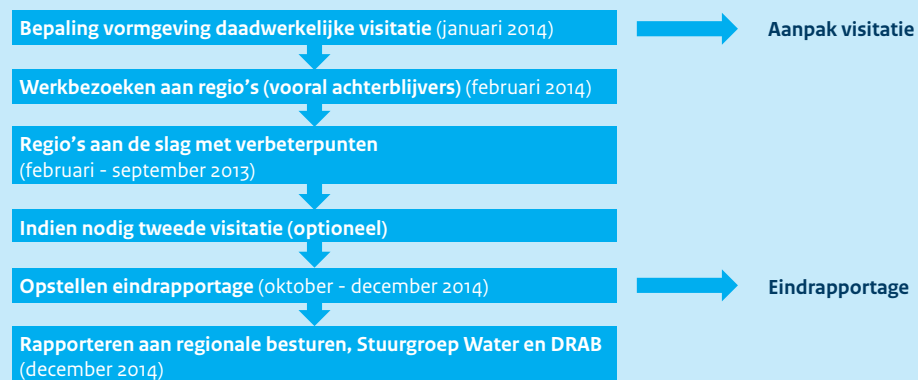 Bepaling vormgeving daadwerkelijke visitatie (januari 2014)
Aanpak visitatie
Werkbezoeken aan regio's (vooral achterblijvers) (februari 2014)
Regio's aan de slag met verbeterpunten
(februari - september 2013)
Indien nodig tweede visitatie (optioneel)
Opstellen eindrapportage (oktober - december 2014)
Eindrapportage
Rapporteren aan regionale besturen, Stuurgroep Water en DRAB
(december 2014)